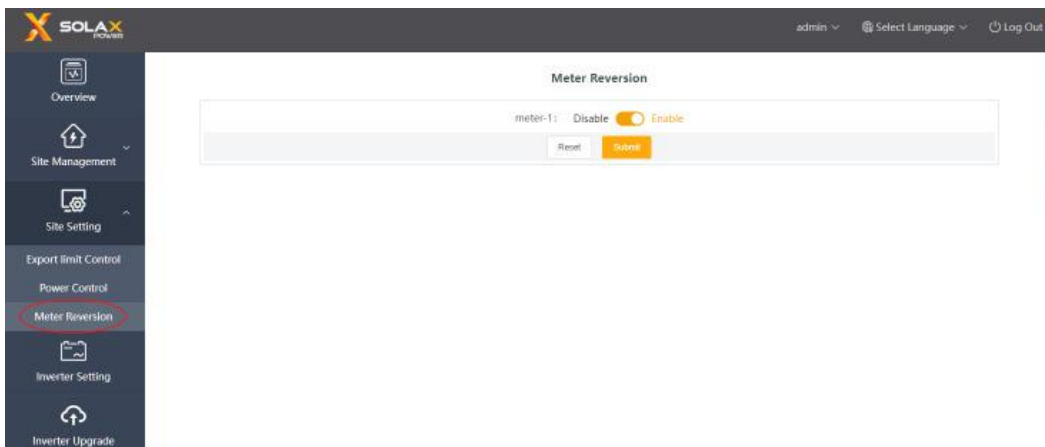 SOLAX POWER
admin
Select Language
Log Out
Overview
Site Management
Site Setting
Export limit Control
Power Control
Meter Reversion
Inverter Setting
Inverter Upgrade
Meter Reversion
meter-1: Disable Enable
Reset Submit